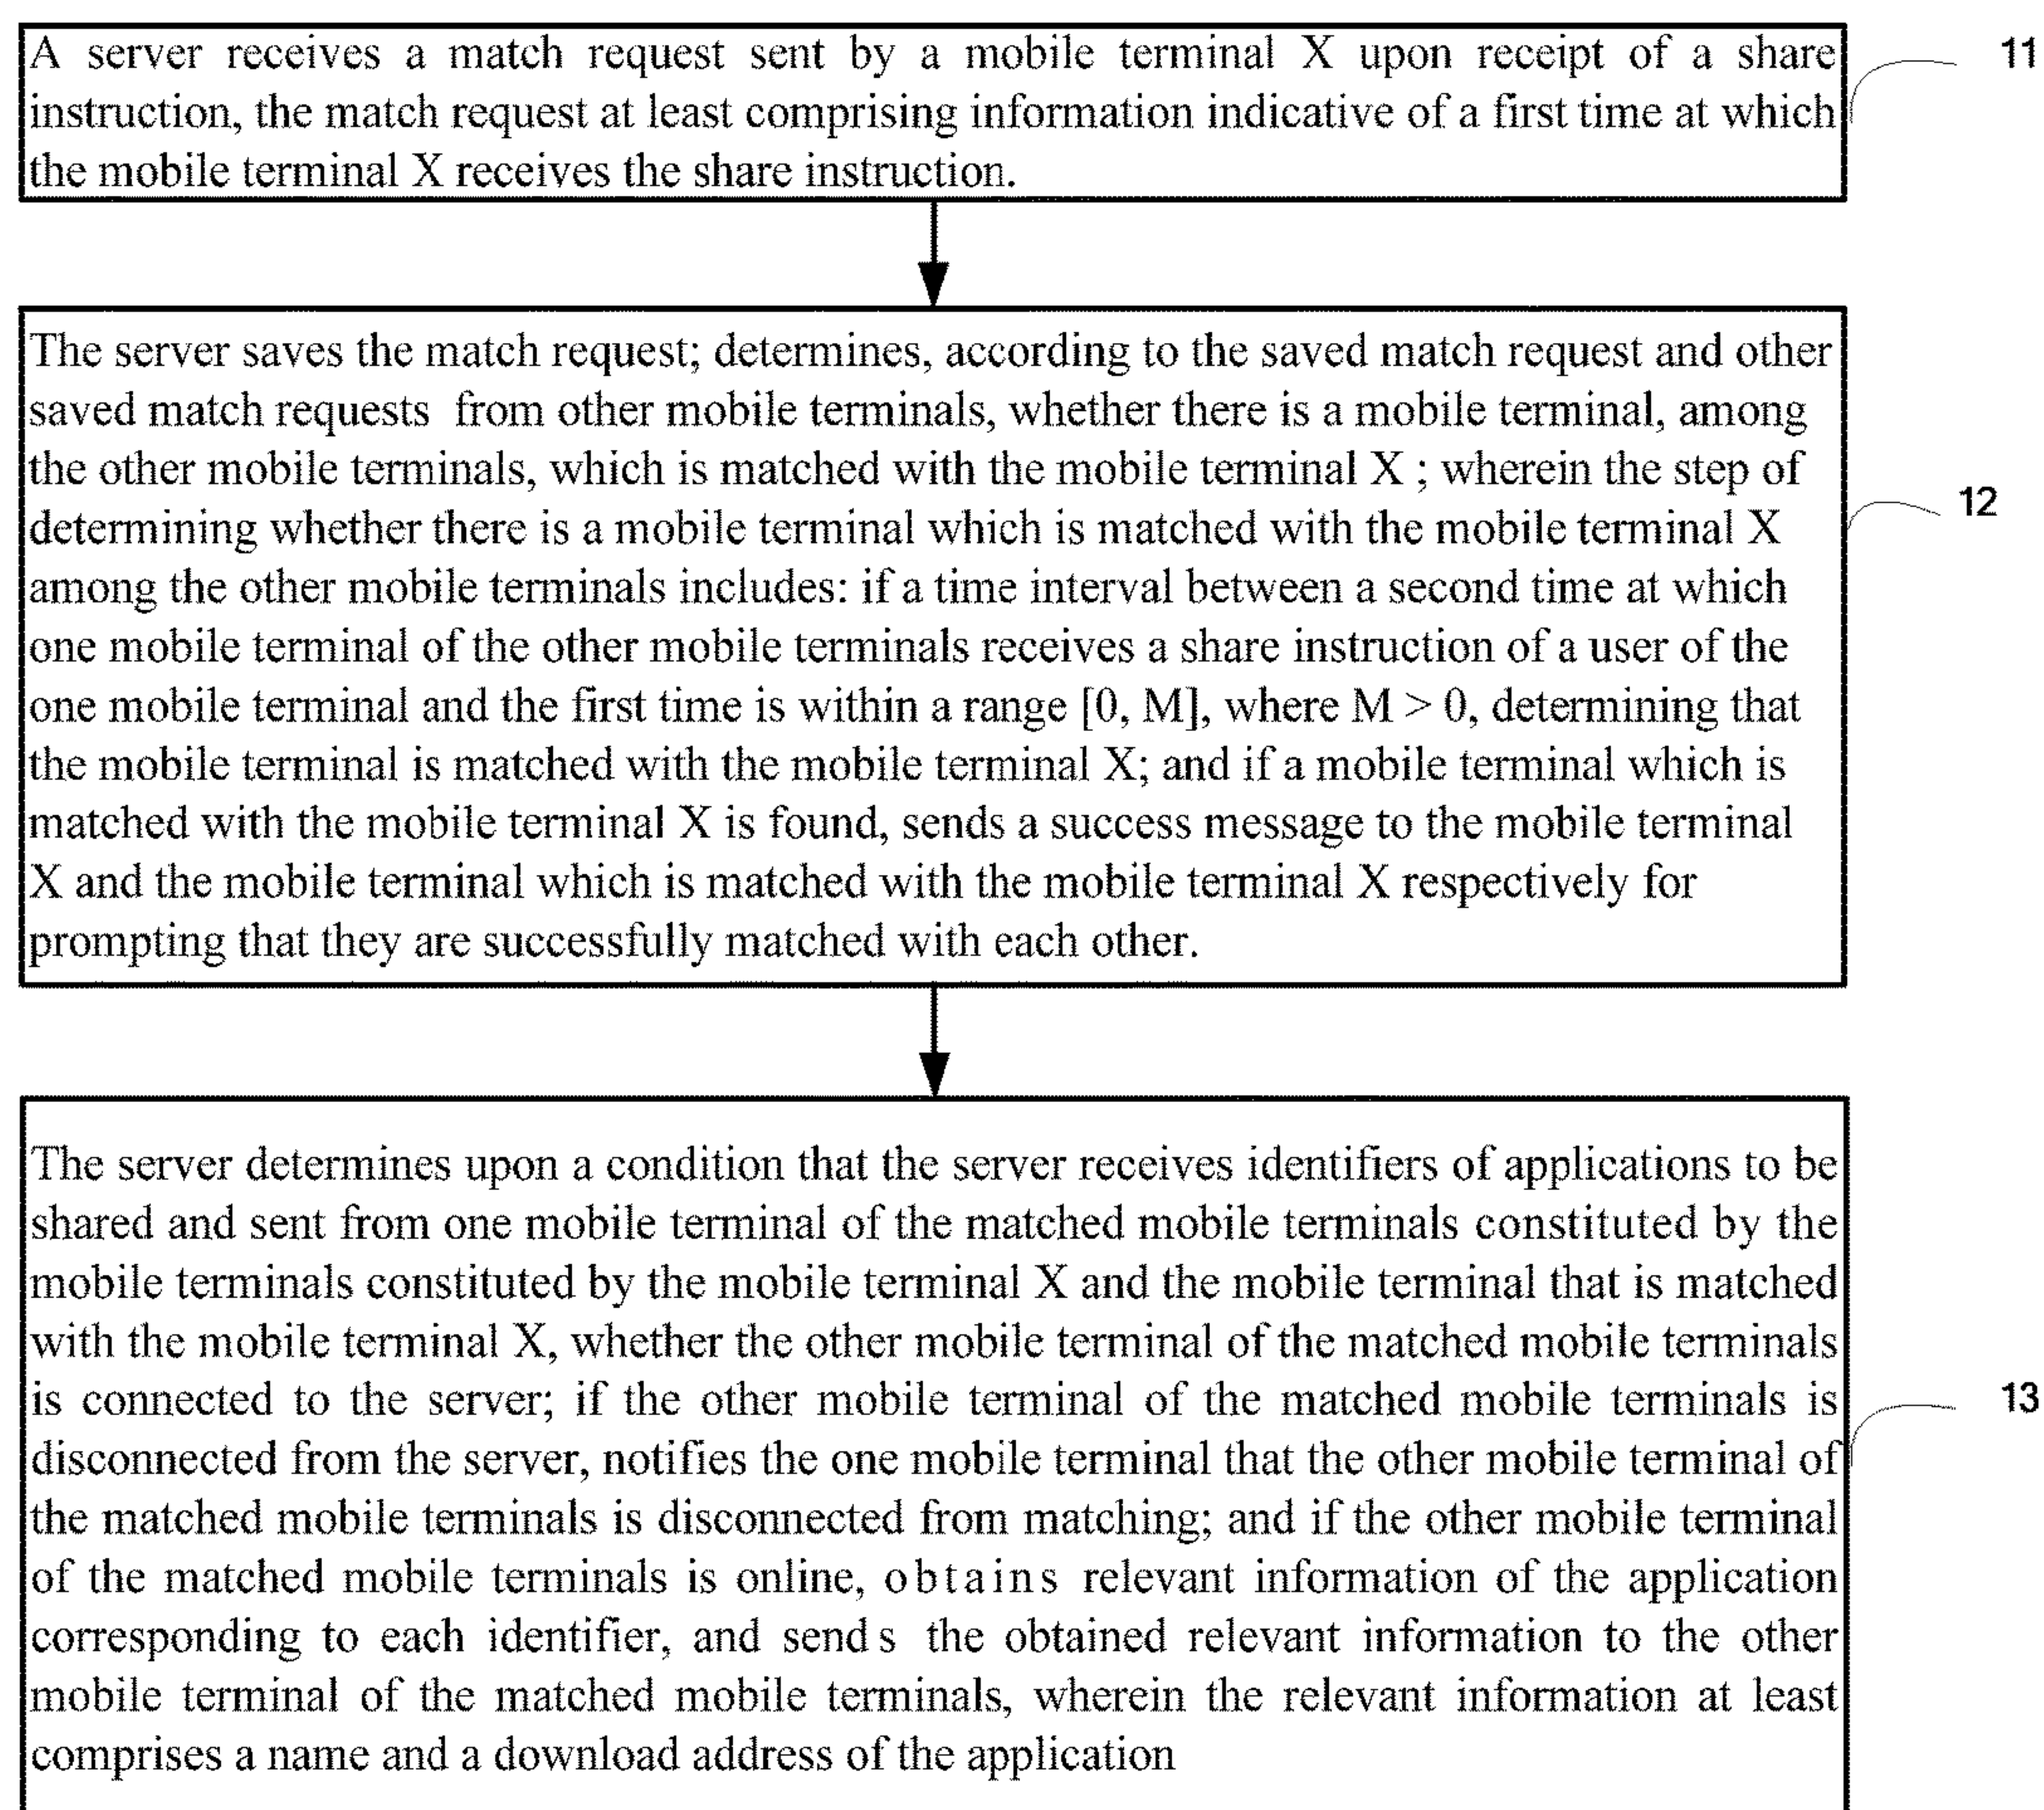 A server receives a match request sent by a mobile terminal X upon receipt of a share
instruction, the match request at least comprising information indicative of a first time at which
the mobile terminal X receives the share instruction.
11
The server saves the match request; determines, according to the saved match request and other
saved match requests from other mobile terminals, whether there is a mobile terminal, among
the other mobile terminals, which is matched with the mobile terminal X ; wherein the step of
determining whether there is a mobile terminal which is matched with the mobile terminal X
among the other mobile terminals includes: if a time interval between a second time at which
one mobile terminal of the other mobile terminals receives a share instruction of a user of the
one mobile terminal and the first time is within a range [0, M], where M > 0, determining that
the mobile terminal is matched with the mobile terminal X; and if a mobile terminal which is
matched with the mobile terminal X is found, sends a success message to the mobile terminal
X and the mobile terminal which is matched with the mobile terminal X respectively for
prompting that they are successfully matched with each other.
12
The server determines upon a condition that the server receives identifiers of applications to be
shared and sent from one mobile terminal of the matched mobile terminals constituted by the
mobile terminals constituted by the mobile terminal X and the mobile terminal that is matched
with the mobile terminal X, whether the other mobile terminal of the matched mobile terminals
is connected to the server; if the other mobile terminal of the matched mobile terminals is
disconnected from the server, notifies the one mobile terminal that the other mobile terminal of
the matched mobile terminals is disconnected from matching; and if the other mobile terminal
of the matched mobile terminals is online, obtains relevant information of the application
corresponding to each identifier, and sends the obtained relevant information to the other
mobile terminal of the matched mobile terminals, wherein the relevant information at least
comprises a name and a download address of the application
13